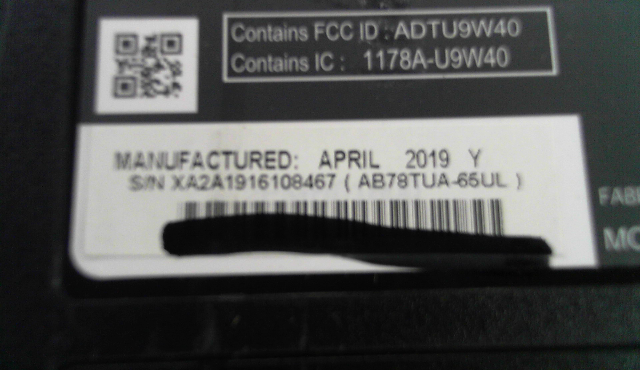 Contains FCC ID : ADTU9W40
Contains IC : 1178A-U9W40
MANUFACTURED: APRIL 2019 Y
S/N XA2A1916108467 ( AB78TUA-65UL )